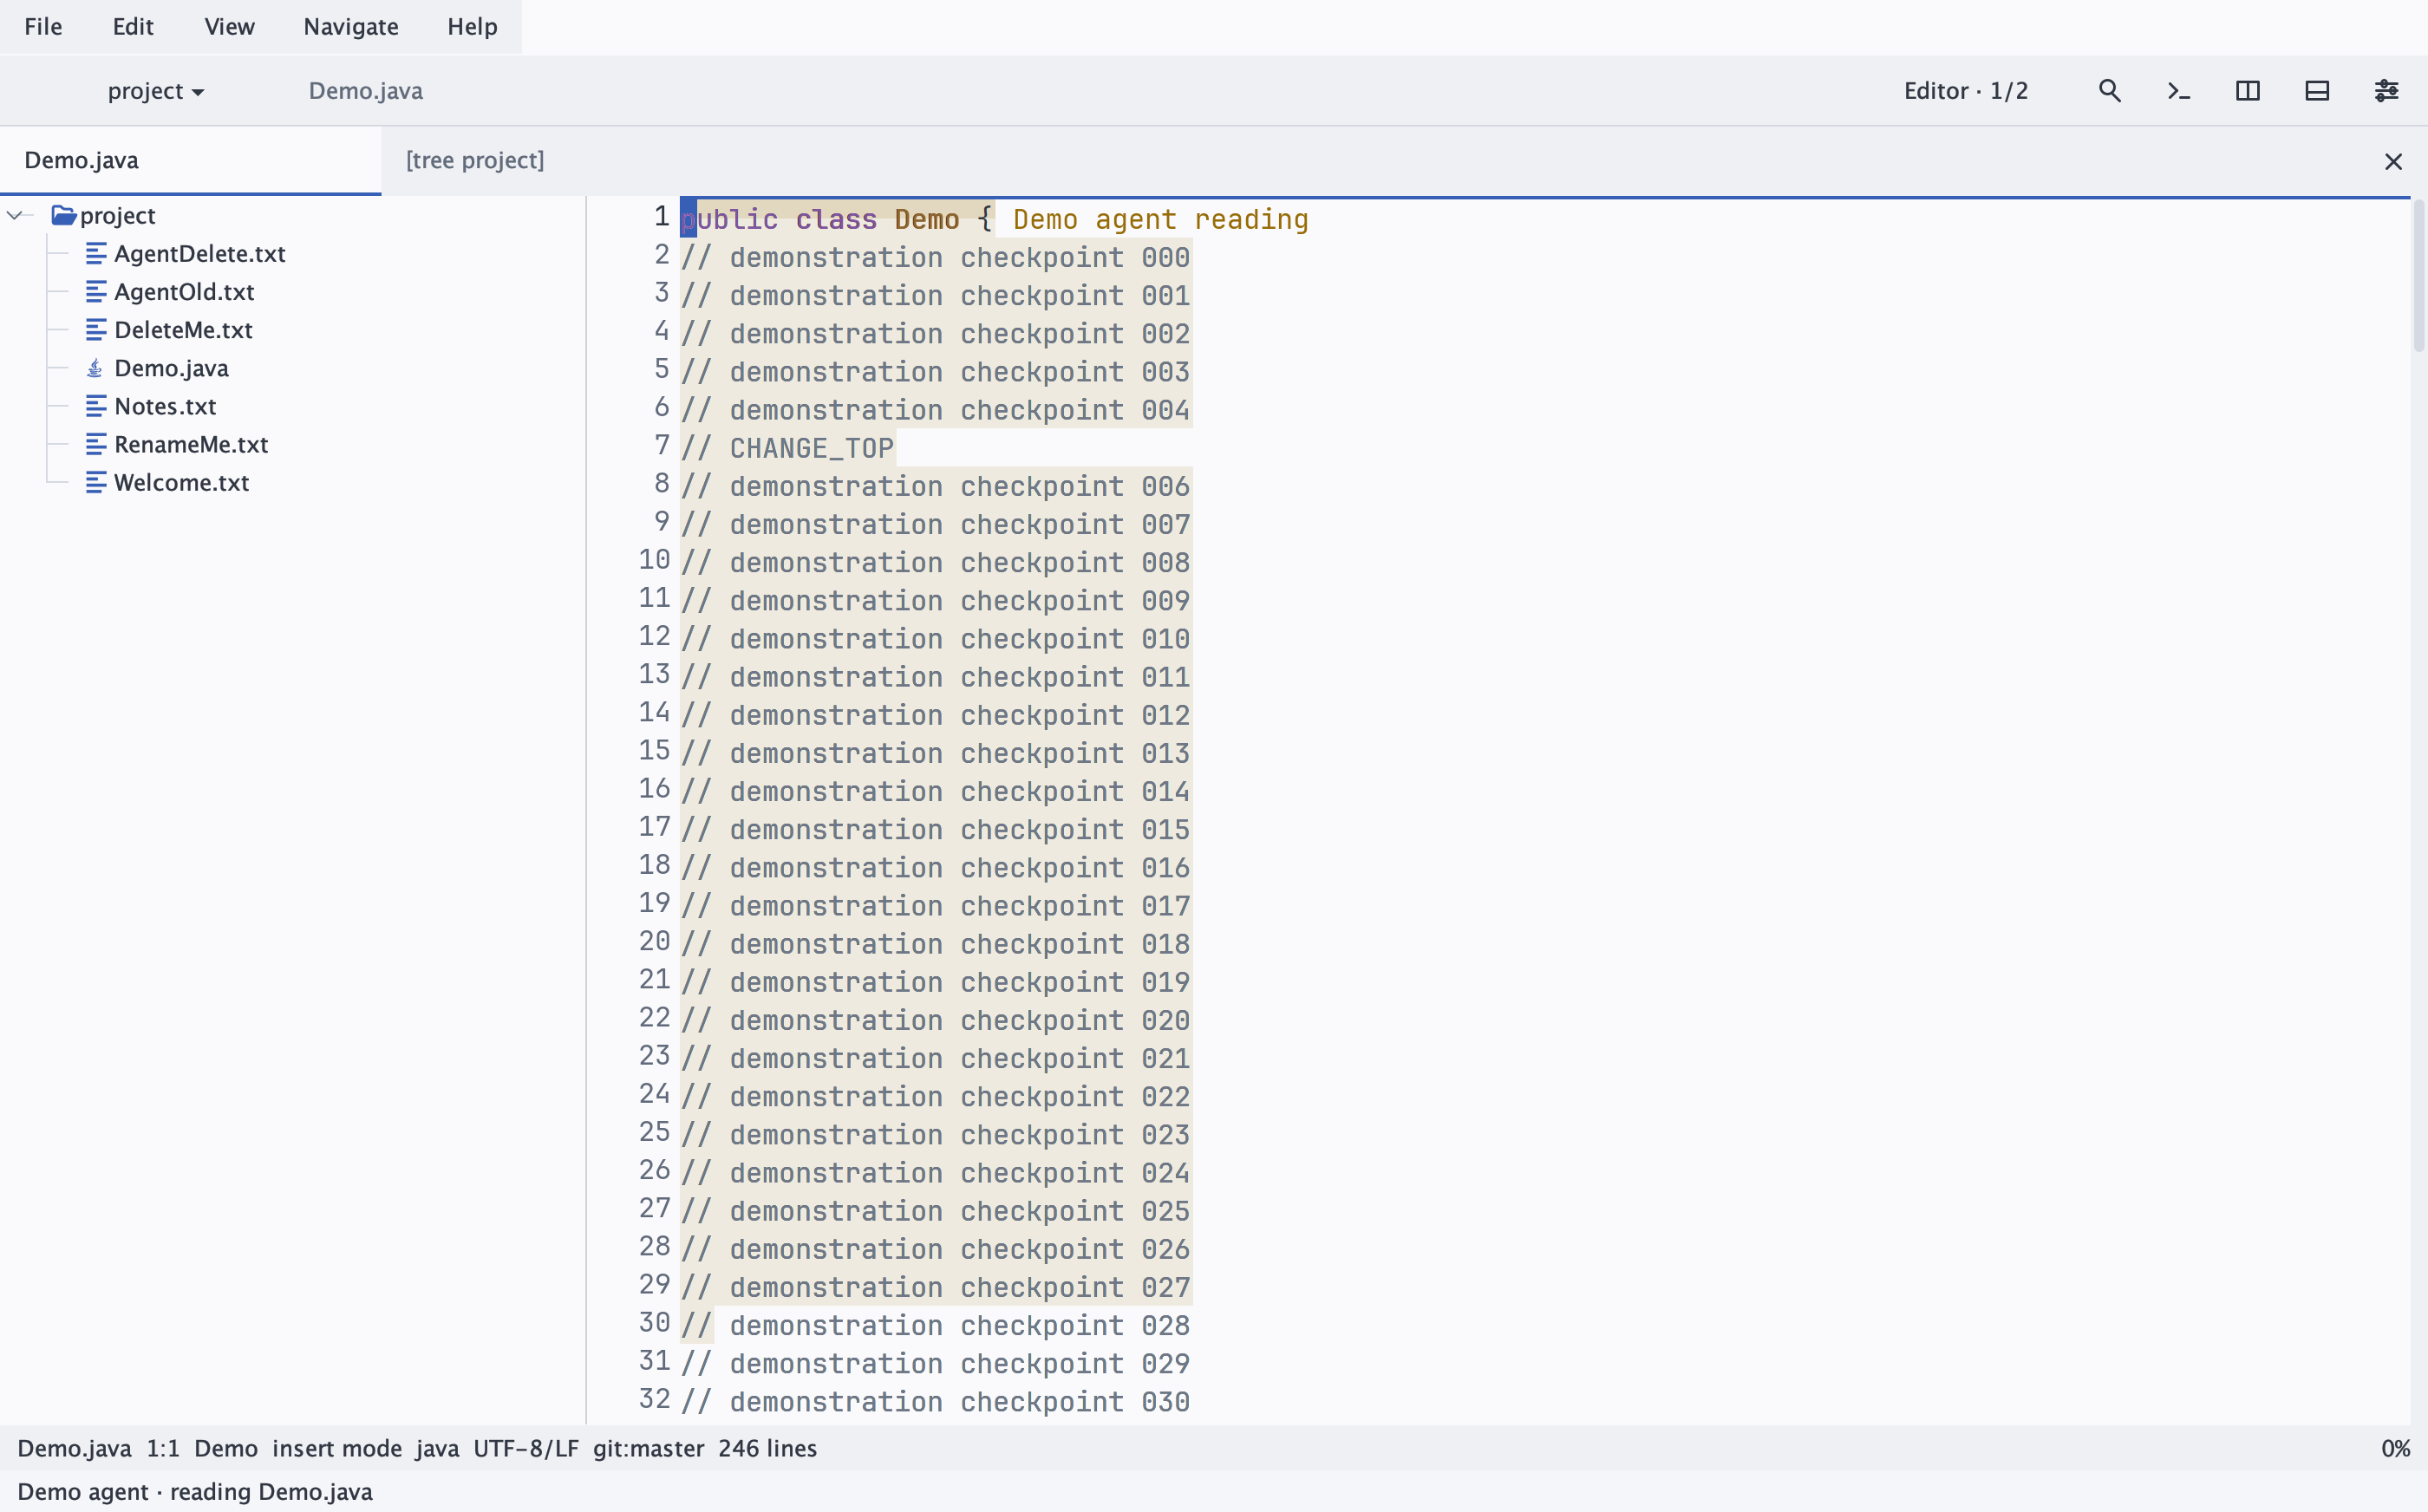 File Edit View Navigate Help
project Demo.java Editor · 1/2
Demo.java [tree project]
project
AgentDelete.txt
AgentOld.txt
DeleteMe.txt
Demo.java
Notes.txt
RenameMe.txt
Welcome.txt
1 public class Demo { Demo agent reading
2 // demonstration checkpoint 000
3 // demonstration checkpoint 001
4 // demonstration checkpoint 002
5 // demonstration checkpoint 003
6 // demonstration checkpoint 004
7 // CHANGE_TOP
8 // demonstration checkpoint 006
9 // demonstration checkpoint 007
10 // demonstration checkpoint 008
11 // demonstration checkpoint 009
12 // demonstration checkpoint 010
13 // demonstration checkpoint 011
14 // demonstration checkpoint 012
15 // demonstration checkpoint 013
16 // demonstration checkpoint 014
17 // demonstration checkpoint 015
18 // demonstration checkpoint 016
19 // demonstration checkpoint 017
20 // demonstration checkpoint 018
21 // demonstration checkpoint 019
22 // demonstration checkpoint 020
23 // demonstration checkpoint 021
24 // demonstration checkpoint 022
25 // demonstration checkpoint 023
26 // demonstration checkpoint 024
27 // demonstration checkpoint 025
28 // demonstration checkpoint 026
29 // demonstration checkpoint 027
30 // demonstration checkpoint 028
31 // demonstration checkpoint 029
32 // demonstration checkpoint 030
Demo.java 1:1 Demo insert mode java UTF-8/LF git:master 246 lines 0%
Demo agent · reading Demo.java